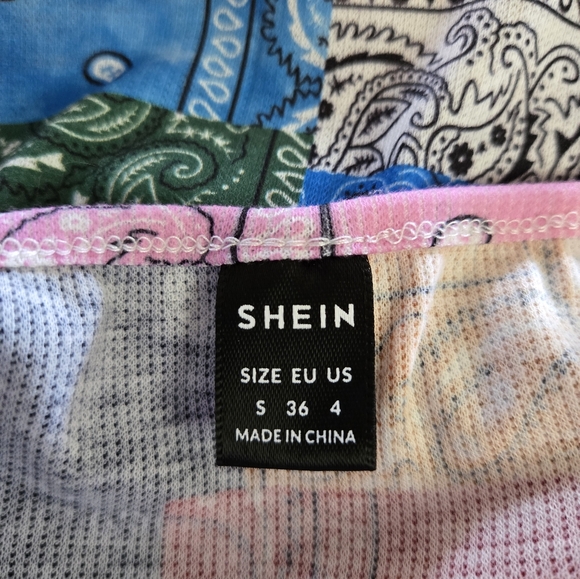 SHEIN
SIZE EU US
S 36 4
MADE IN CHINA